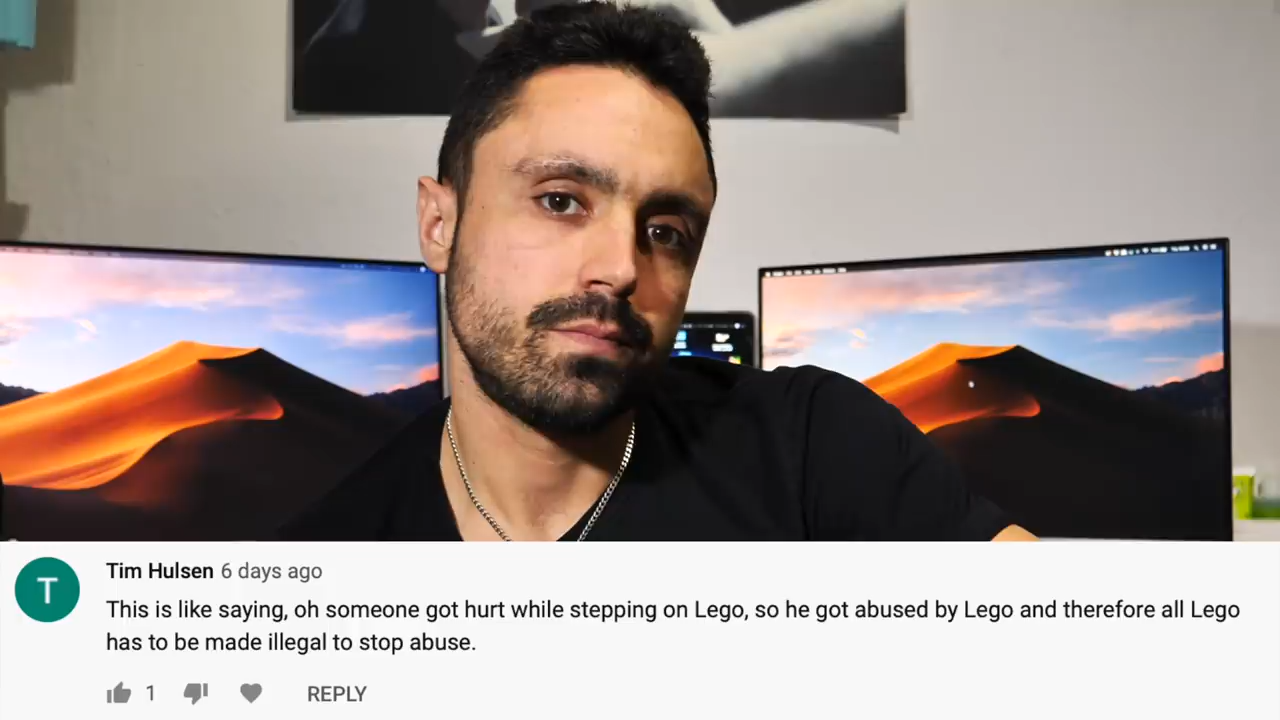 T
Tim Hulsen 6 days ago
This is like saying, oh someone got hurt while stepping on Lego, so he got abused by Lego and therefore all Lego
has to be made illegal to stop abuse.
1
REPLY